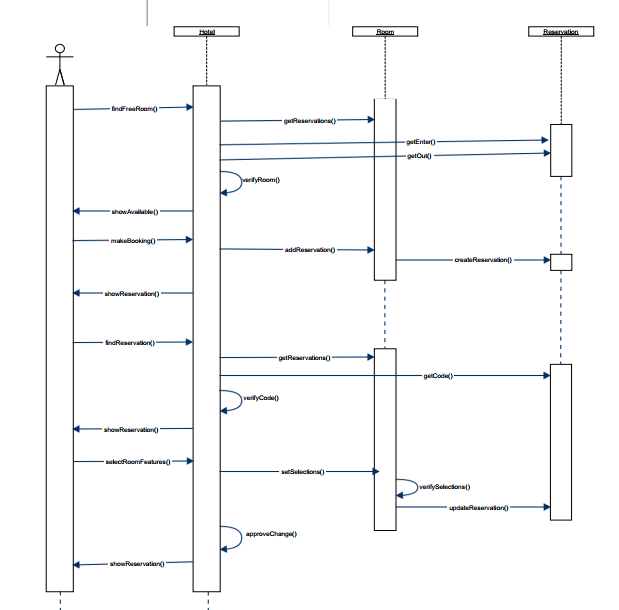 Hotel
Room
Reservation
findFreeRoom()
getReservations()
getEnter()
getOut()
verifyRoom()
showAvailable()
makeBooking()
addReservation()
createReservation()
showReservation()
findReservation()
getReservations()
getCode()
verifyCode()
showReservation()
selectRoomFeatures()
setSelections()
verifySelections()
updateReservation()
approveChange()
showReservation()